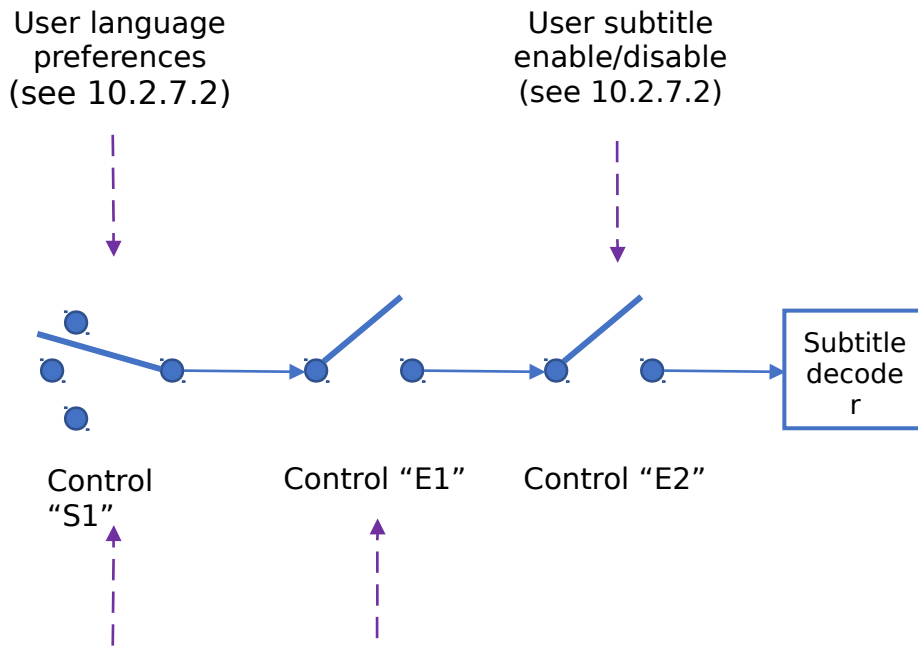 User language
preferences
(see 10.2.7.2)
User subtitle
enable/disable
(see 10.2.7.2)
Subtitle
decode
r
Control
“S1”
Control “E1”
Control “E2”